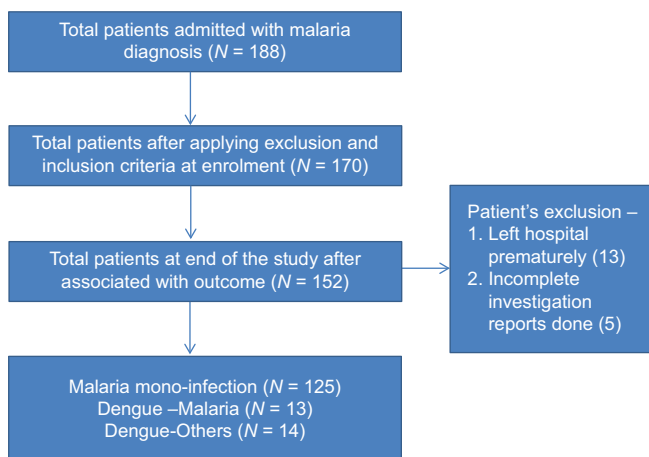 Total patients admitted with malaria
diagnosis (N = 188)
Total patients after applying exclusion and
inclusion criteria at enrolment (N = 170)
Total patients at end of the study after
associated with outcome (N = 152)
Patient's exclusion –
1. Left hospital
prematurely (13)
2. Incomplete
investigation
reports done (5)
Malaria mono-infection (N = 125)
Dengue –Malaria (N = 13)
Dengue-Others (N = 14)